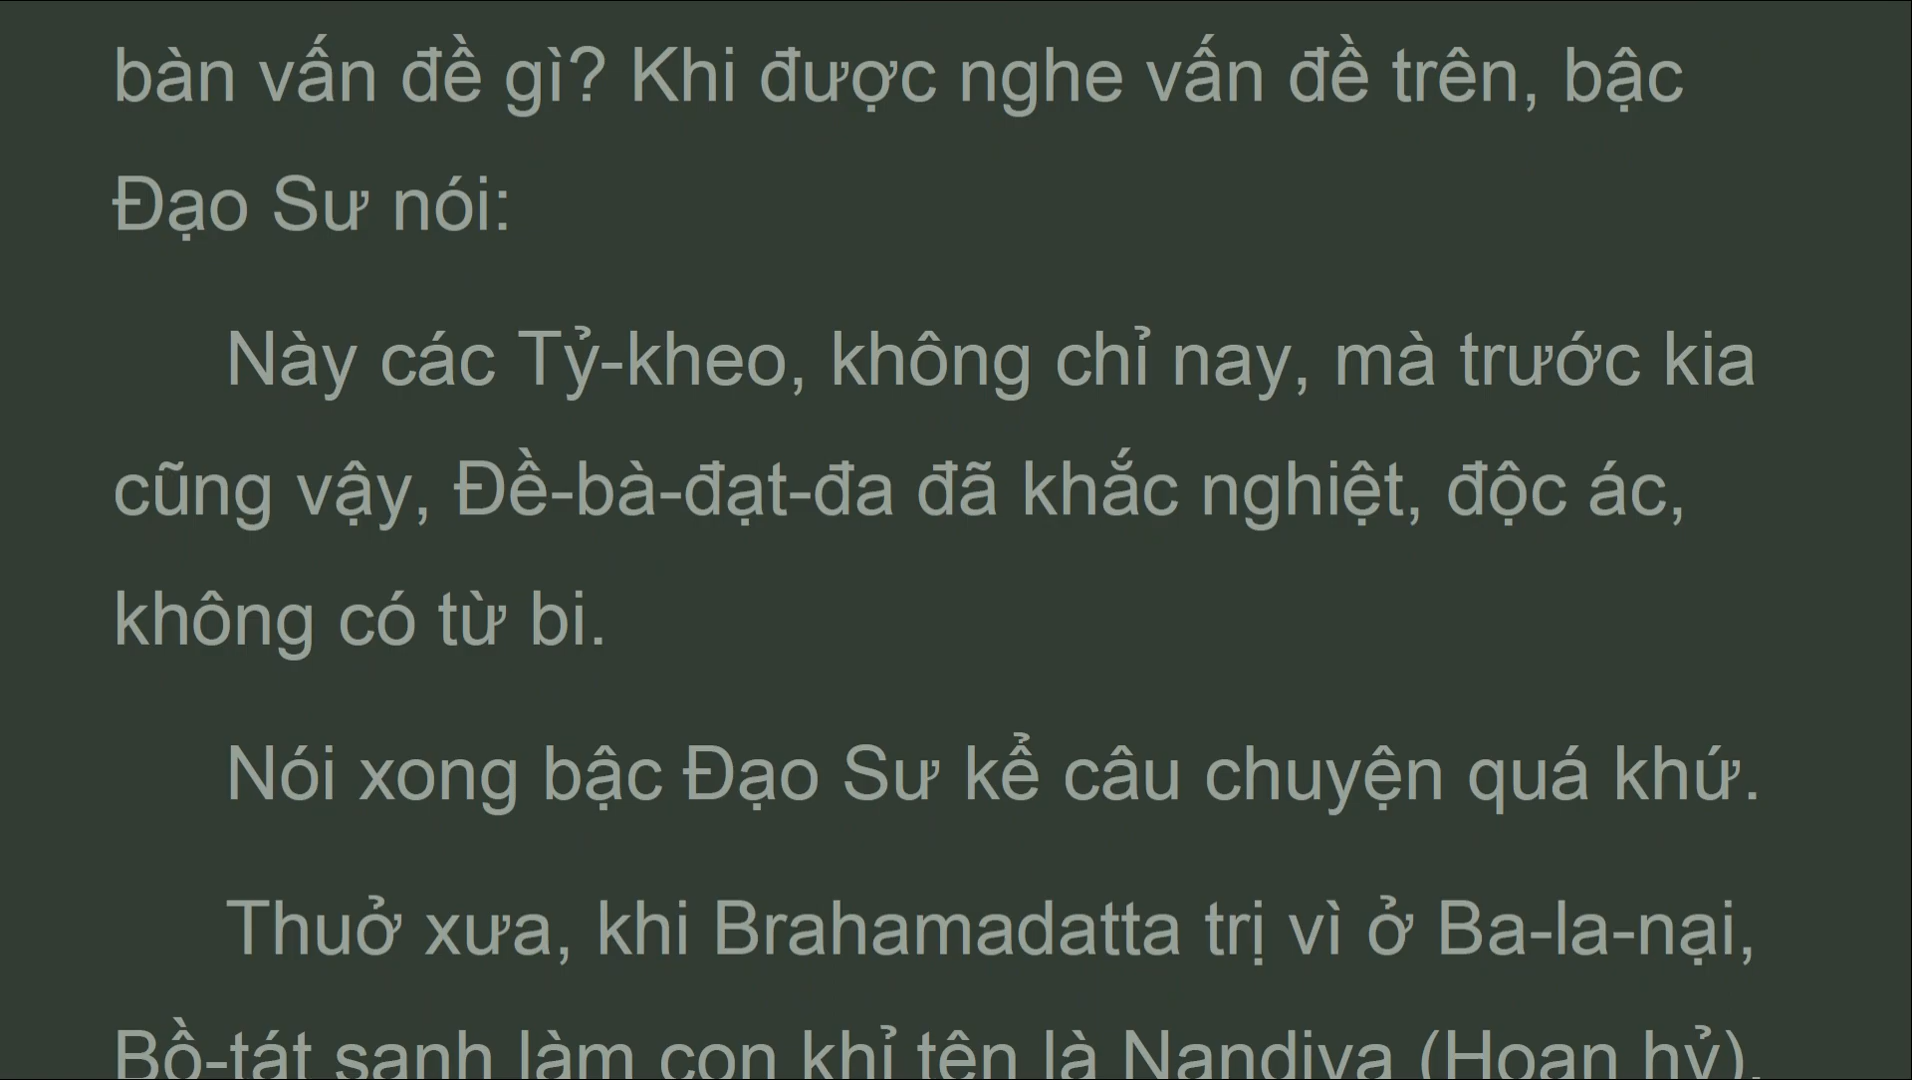 bàn vấn đề gì? Khi được nghe vấn đề trên, bậc
Đạo Sư nói:
Này các Tỷ-kheo, không chỉ nay, mà trước kia
cũng vậy, Đề-bà-đạt-đa đã khắc nghiệt, độc ác,
không có từ bi.
Nói xong bậc Đạo Sư kể câu chuyện quá khứ.
Thuở xưa, khi Brahamadatta trị vì ở Ba-la-nại,
Bồ-tát sanh làm con khỉ tên là Nandiya (Hoan hỷ).